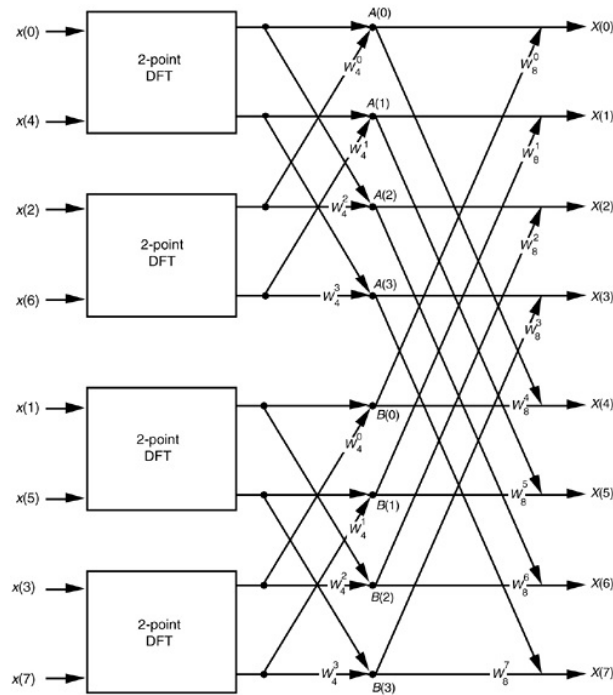 x(0)
2-point
DFT
A(0)
X(0)
W₄⁰
W₈⁰
x(4)
A(1)
X(1)
W₄¹
W₈¹
x(2)
2-point
DFT
W₄²
A(2)
X(2)
W₈²
x(6)
W₄³
A(3)
X(3)
W₈³
x(1)
2-point
DFT
B(0)
W₈⁴
X(4)
W₄⁰
x(5)
B(1)
W₈⁵
X(5)
W₄¹
x(3)
2-point
DFT
W₄²
B(2)
W₈⁶
X(6)
x(7)
W₄³
B(3)
W₈⁷
X(7)